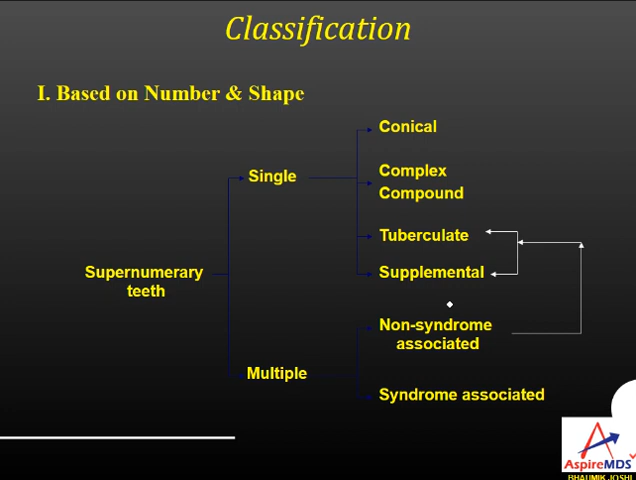 Classification
I. Based on Number & Shape
Conical
Single
Complex
Compound
Tuberculate
Supernumerary
teeth
Supplemental
Non-syndrome
associated
Multiple
Syndrome associated
AspireMDS
BHAUMIK JOSHI